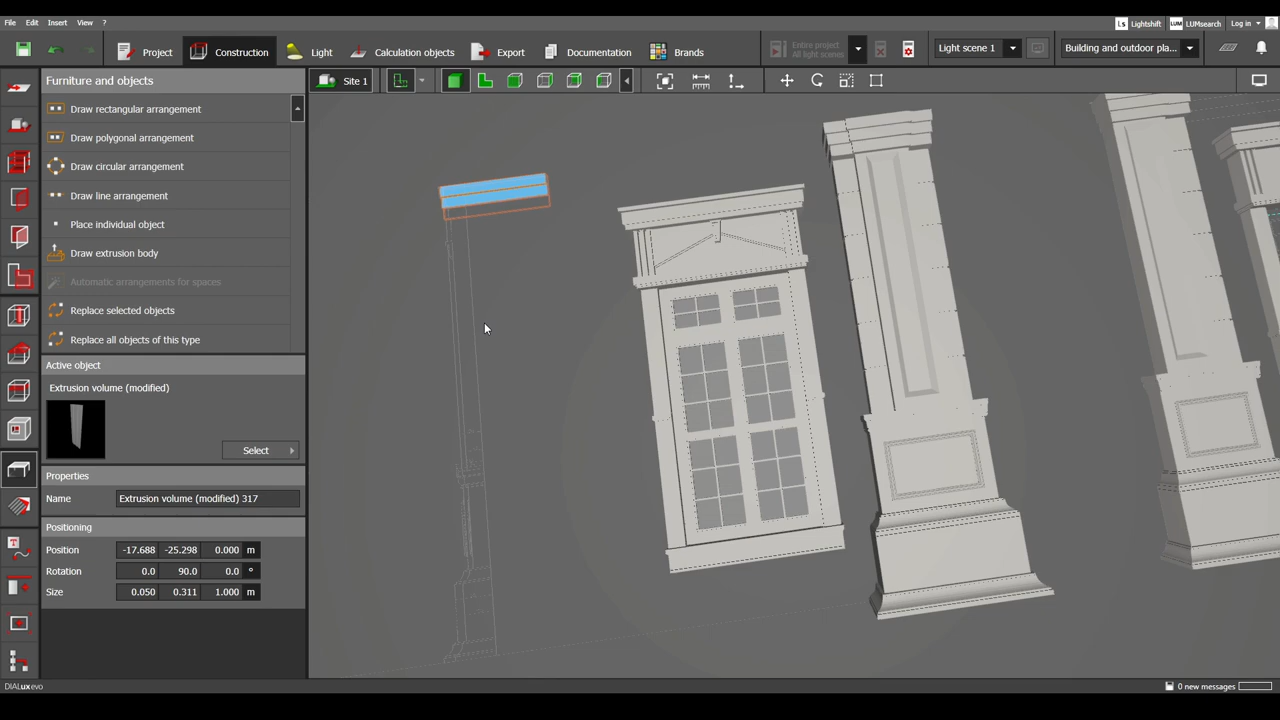 File Edit Insert View ? Ls Lightshift LUM LUMsearch Log in
Project Construction Light Calculation objects Export Documentation Brands Entire project All light scenes Light scene 1 Building and outdoor pla...
Furniture and objects Site 1
Draw rectangular arrangement
Draw polygonal arrangement
Draw circular arrangement
Draw line arrangement
Place individual object
Draw extrusion body
Automatic arrangements for spaces
Replace selected objects
Replace all objects of this type
Active object
Extrusion volume (modified)
Select
Properties
Name Extrusion volume (modified) 317
Positioning
Position -17.688 -25.298 0.000 m
Rotation 0.0 90.0 0.0 °
Size 0.050 0.311 1.000 m
DIALux evo 0 new messages